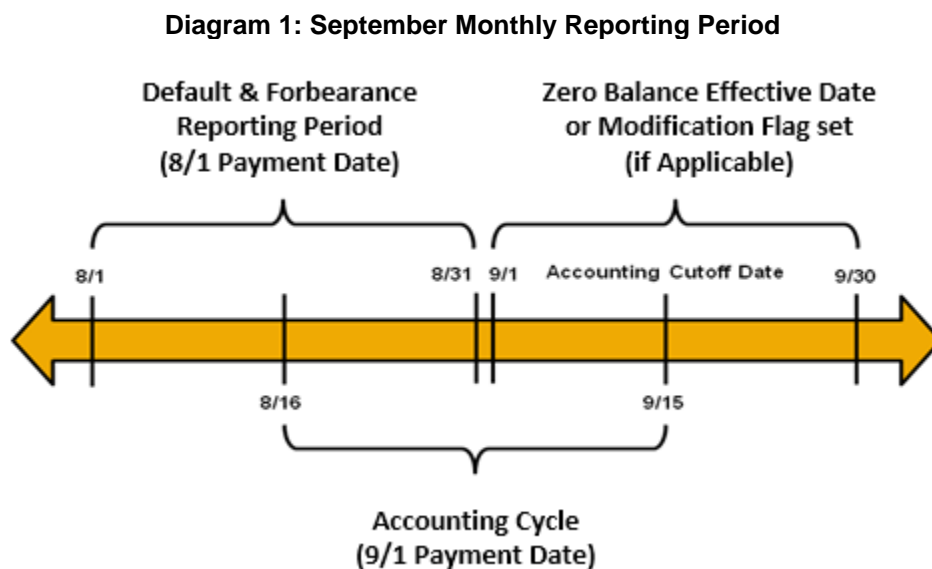 Diagram 1: September Monthly Reporting Period
Default & Forbearance
Reporting Period
(8/1 Payment Date)
Zero Balance Effective Date
or Modification Flag set
(if Applicable)
8/1
8/31
9/1
Accounting Cutoff Date
9/30
8/16
9/15
Accounting Cycle
(9/1 Payment Date)